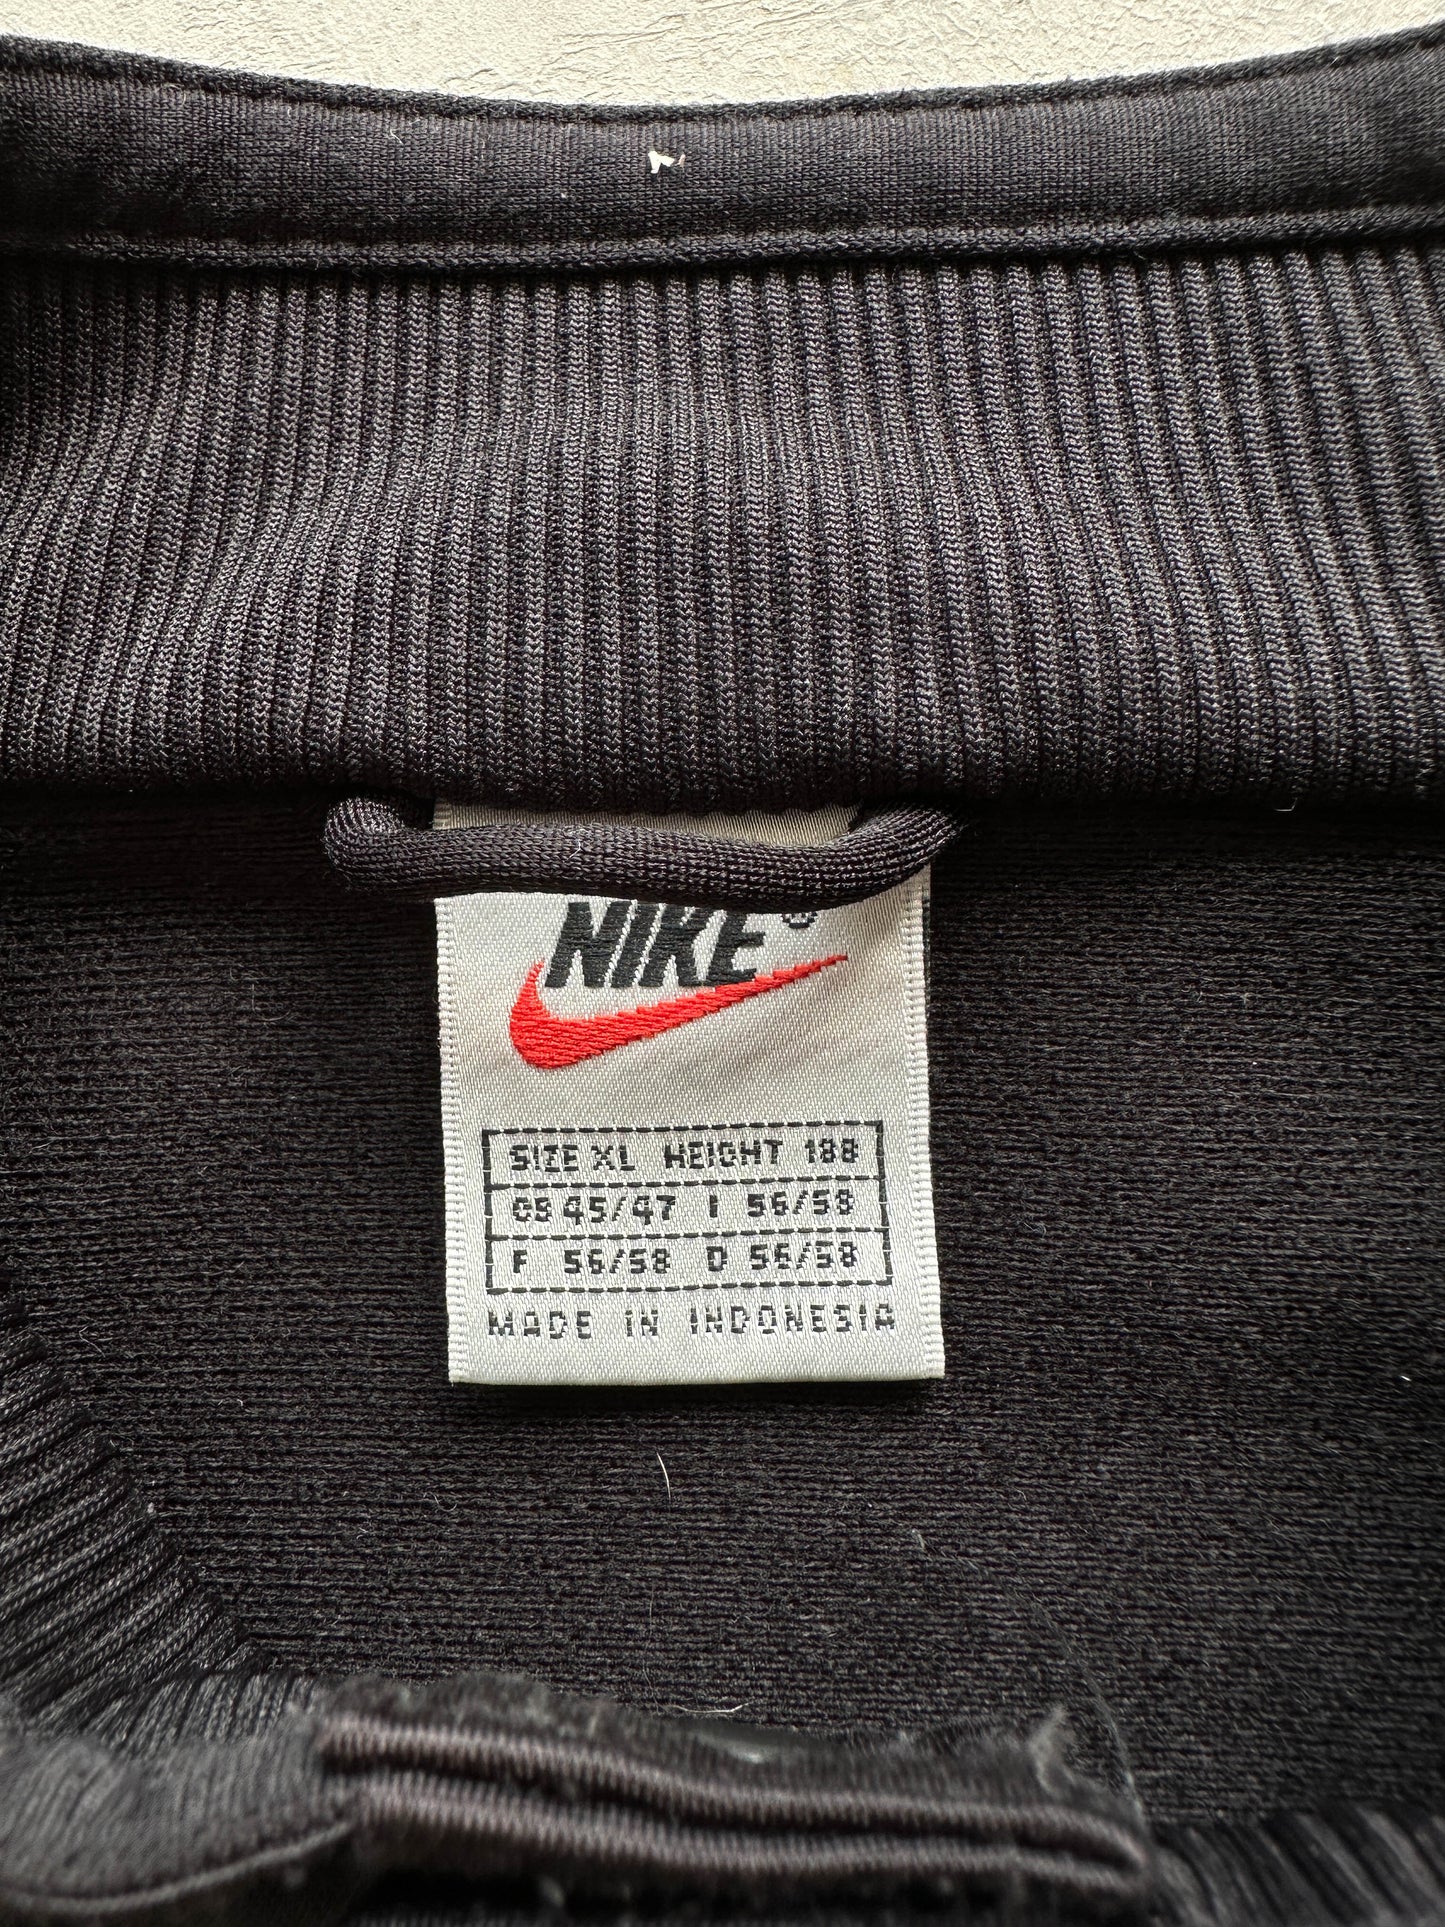 NIKE
SIZE XL HEIGHT 188
GB 45/47 I 56/58
F 56/58 D 56/58
MADE IN INDONESIA